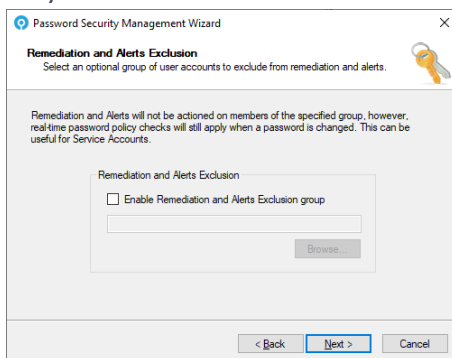 Password Security Management Wizard
Remediation and Alerts Exclusion
Select an optional group of user accounts to exclude from remediation and alerts.
Remediation and Alerts will not be actioned on members of the specified group, however,
real-time password policy checks will still apply when a password is changed. This can be
useful for Service Accounts.
Remediation and Alerts Exclusion
Enable Remediation and Alerts Exclusion group
Browse...
< Back Next > Cancel